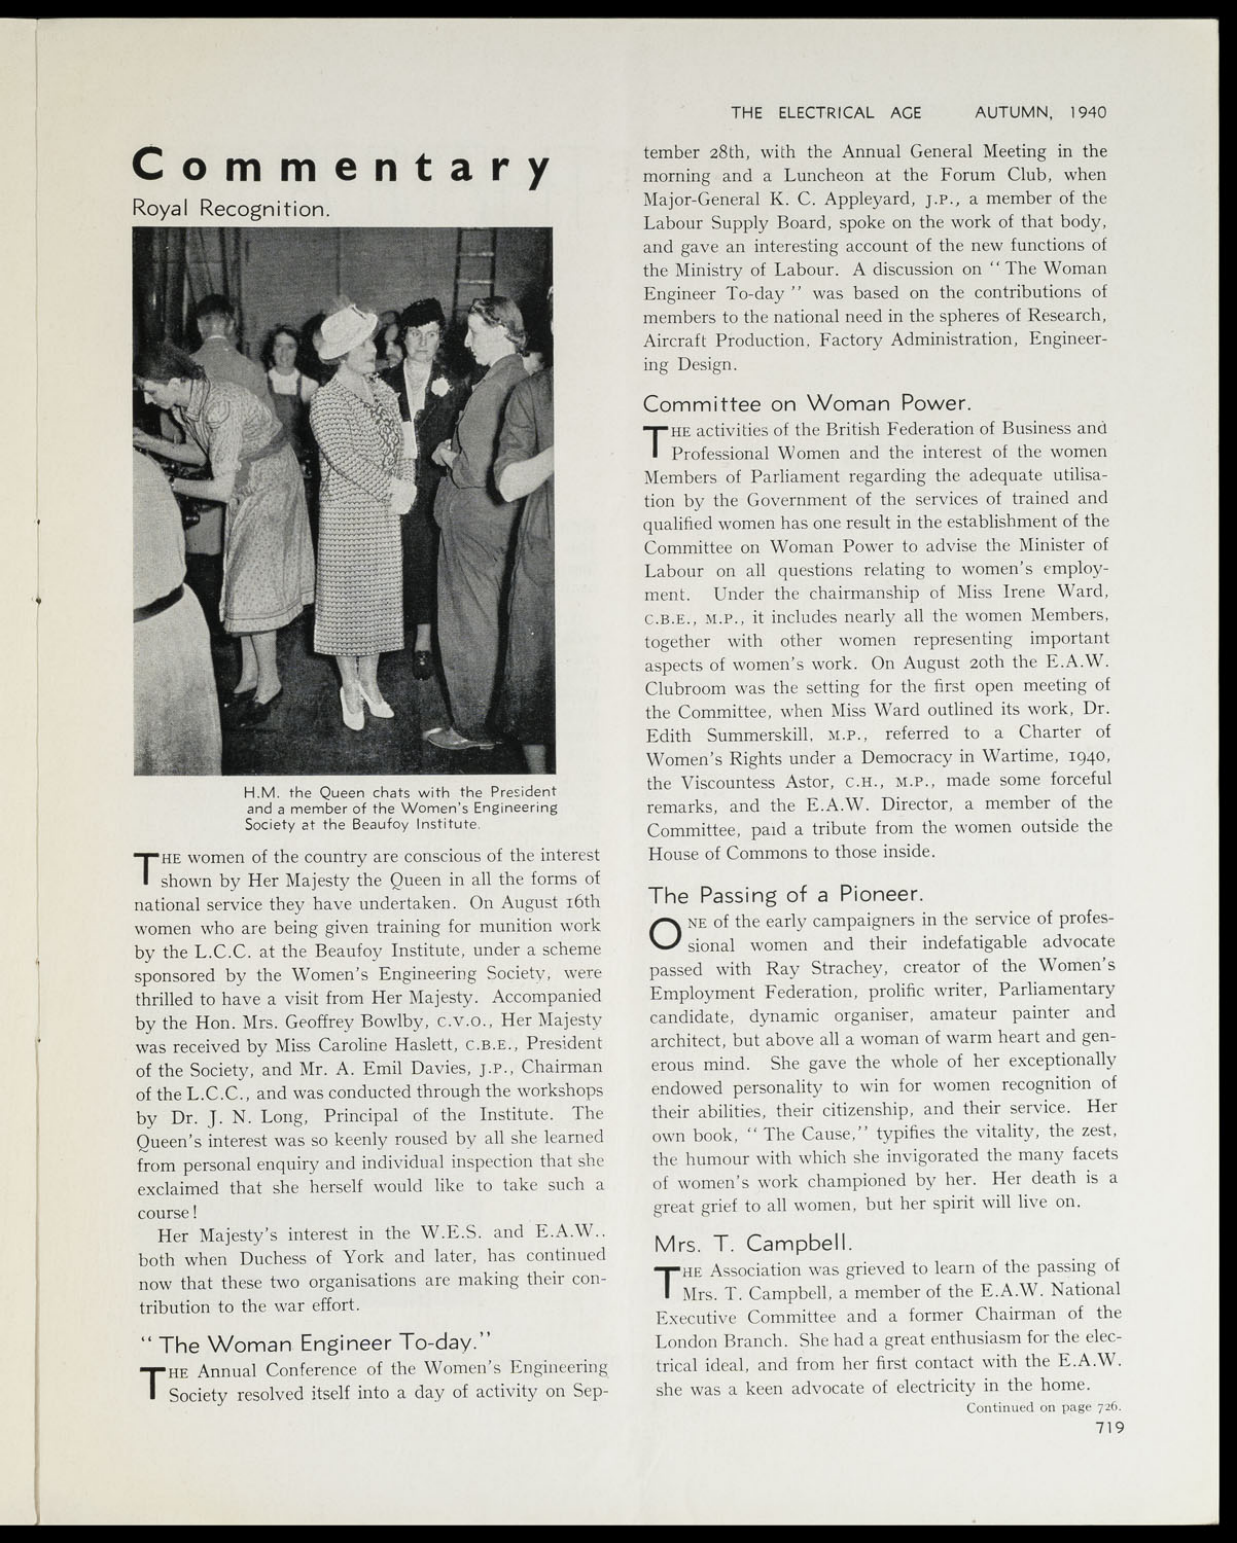 THE ELECTRICAL AGE AUTUMN, 1940
Commentary
Royal Recognition.
H.M. the Queen chats with the President
and a member of the Women's Engineering
Society at the Beaufoy Institute.
THE women of the country are conscious of the interest
shown by Her Majesty the Queen in all the forms of
national service they have undertaken. On August 16th
women who are being given training for munition work
by the L.C.C. at the Beaufoy Institute, under a scheme
sponsored by the Women's Engineering Society, were
thrilled to have a visit from Her Majesty. Accompanied
by the Hon. Mrs. Geoffrey Bowlby, C.V.O., Her Majesty
was received by Miss Caroline Haslett, C.B.E., President
of the Society, and Mr. A. Emil Davies, J.P., Chairman
of the L.C.C., and was conducted through the workshops
by Dr. J. N. Long, Principal of the Institute. The
Queen's interest was so keenly roused by all she learned
from personal enquiry and individual inspection that she
exclaimed that she herself would like to take such a
course!
Her Majesty's interest in the W.E.S. and E.A.W..
both when Duchess of York and later, has continued
now that these two organisations are making their con-
tribution to the war effort.
"The Woman Engineer To-day."
THE Annual Conference of the Women's Engineering
Society resolved itself into a day of activity on Sep-
tember 28th, with the Annual General Meeting in the
morning and a Luncheon at the Forum Club, when
Major-General K. C. Appleyard, J.P., a member of the
Labour Supply Board, spoke on the work of that body,
and gave an interesting account of the new functions of
the Ministry of Labour. A discussion on "The Woman
Engineer To-day" was based on the contributions of
members to the national need in the spheres of Research,
Aircraft Production, Factory Administration, Engineer-
ing Design.
Committee on Woman Power.
THE activities of the British Federation of Business and
Professional Women and the interest of the women
Members of Parliament regarding the adequate utilisa-
tion by the Government of the services of trained and
qualified women has one result in the establishment of the
Committee on Woman Power to advise the Minister of
Labour on all questions relating to women's employ-
ment. Under the chairmanship of Miss Irene Ward,
C.B.E., M.P., it includes nearly all the women Members,
together with other women representing important
aspects of women's work. On August 20th the E.A.W.
Clubroom was the setting for the first open meeting of
the Committee, when Miss Ward outlined its work, Dr.
Edith Summerskill, M.P., referred to a Charter of
Women's Rights under a Democracy in Wartime, 1940,
the Viscountess Astor, C.H., M.P., made some forceful
remarks, and the E.A.W. Director, a member of the
Committee, paid a tribute from the women outside the
House of Commons to those inside.
The Passing of a Pioneer.
ONE of the early campaigners in the service of profes-
sional women and their indefatigable advocate
passed with Ray Strachey, creator of the Women's
Employment Federation, prolific writer, Parliamentary
candidate, dynamic organiser, amateur painter and
architect, but above all a woman of warm heart and gen-
erous mind. She gave the whole of her exceptionally
endowed personality to win for women recognition of
their abilities, their citizenship, and their service. Her
own book, "The Cause," typifies the vitality, the zest,
the humour with which she invigorated the many facets
of women's work championed by her. Her death is a
great grief to all women, but her spirit will live on.
Mrs. T. Campbell.
THE Association was grieved to learn of the passing of
Mrs. T. Campbell, a member of the E.A.W. National
Executive Committee and a former Chairman of the
London Branch. She had a great enthusiasm for the elec-
trical ideal, and from her first contact with the E.A.W.
she was a keen advocate of electricity in the home.
Continued on page 726.
719